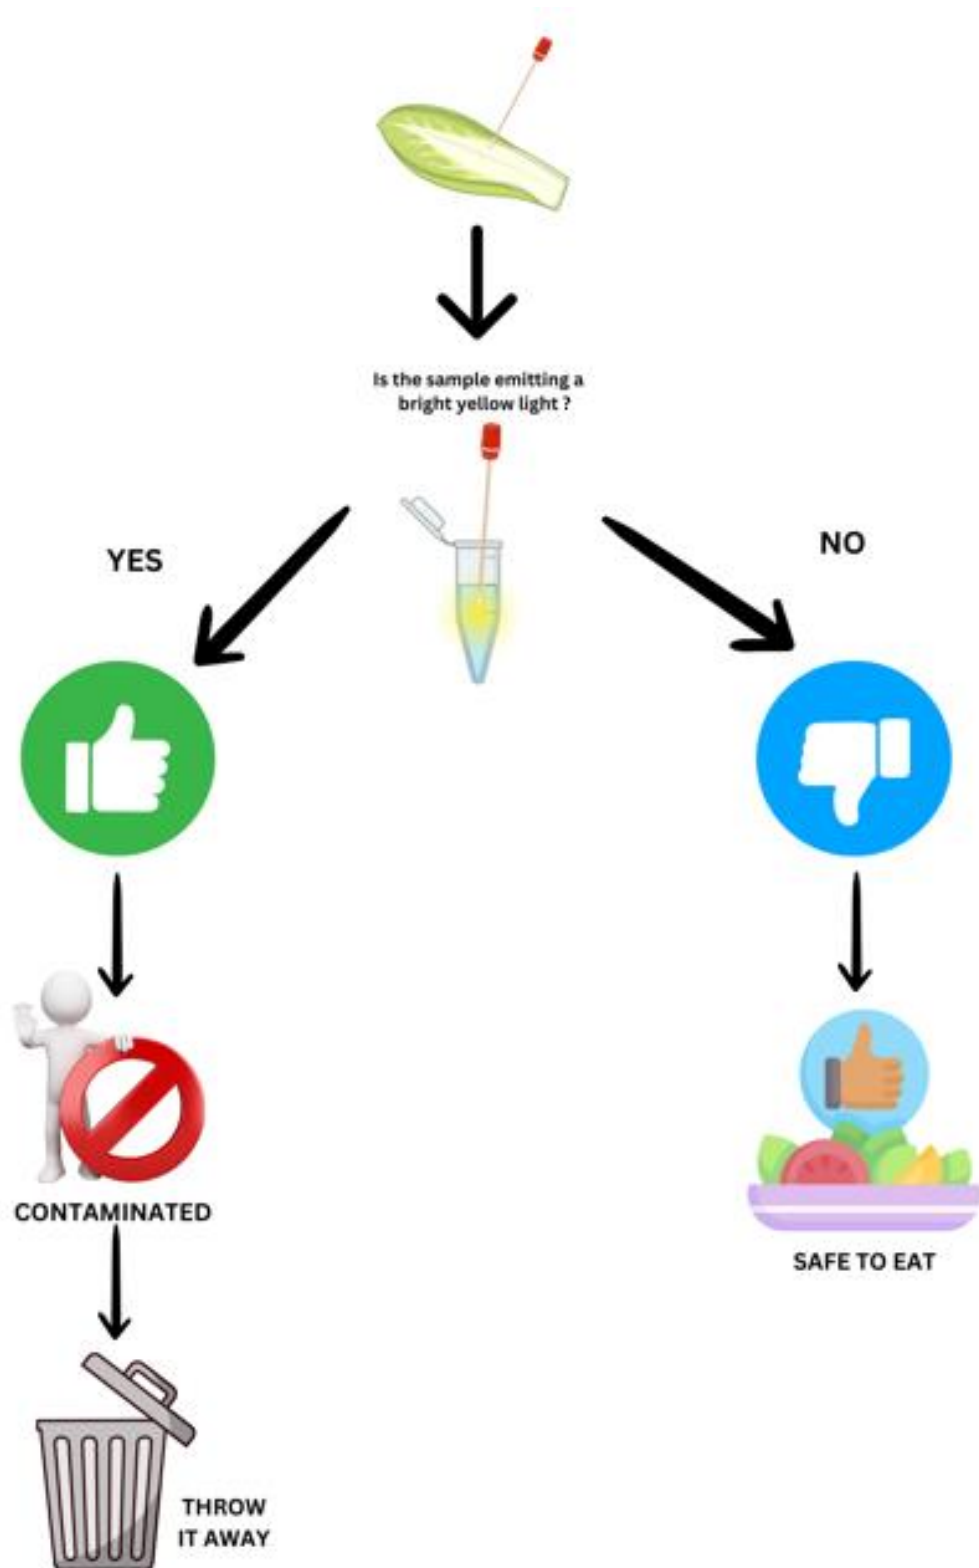 Is the sample emitting a
bright yellow light ?
YES
NO
CONTAMINATED
SAFE TO EAT
THROW
IT AWAY